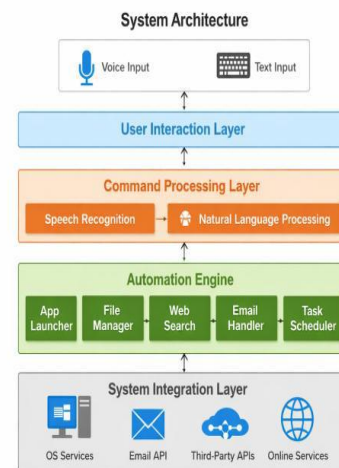 System Architecture
Voice Input
Text Input
User Interaction Layer
Command Processing Layer
Speech Recognition
Natural Language Processing
Automation Engine
App
Launcher
File
Manager
Web
Search
Email
Handler
Task
Scheduler
System Integration Layer
OS Services
Email API
Third-Party APIs
Online Services